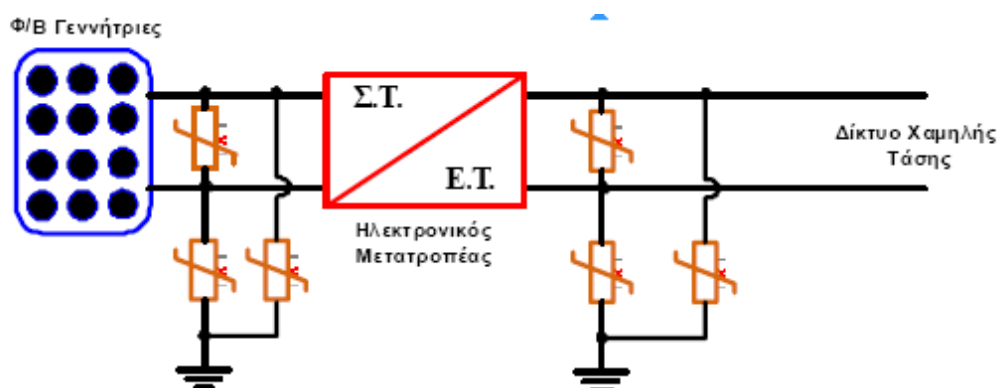 Φ/Β Γεννήτριες
Σ.Τ.
Ε.Τ.
Δίκτυο Χαμηλής
Τάσης
Ηλεκτρονικός
Μετατροπέας